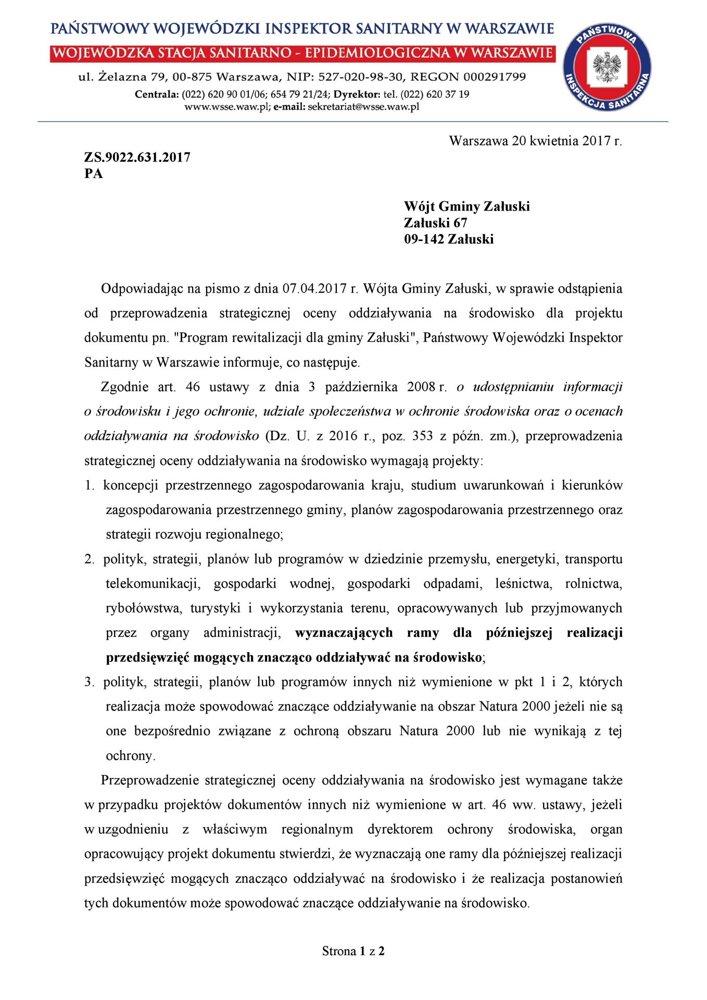 PAŃSTWOWY WOJEWÓDZKI INSPEKTOR SANITARNY W WARSZAWIE
WOJEWÓDZKA STACJA SANITARNO - EPIDEMIOLOGICZNA W WARSZAWIE
ul. Żelazna 79, 00-875 Warszawa, NIP: 527-020-98-30, REGON 000291799
Centrala: (022) 620 90 01/06; 654 79 21/24; Dyrektor: tel. (022) 620 37 19
www.wsse.waw.pl; e-mail: sekretariat@wsse.waw.pl
PAŃSTWOWA
INSPEKCJA SANITARNA
Warszawa 20 kwietnia 2017 r.
ZS.9022.631.2017
PA
Wójt Gminy Załuski
Załuski 67
09-142 Załuski
Odpowiadając na pismo z dnia 07.04.2017 r. Wójta Gminy Załuski, w sprawie odstąpienia
od przeprowadzenia strategicznej oceny oddziaływania na środowisko dla projektu
dokumentu pn. "Program rewitalizacji dla gminy Załuski", Państwowy Wojewódzki Inspektor
Sanitarny w Warszawie informuje, co następuje.
Zgodnie art. 46 ustawy z dnia 3 października 2008 r. o udostępnianiu informacji
o środowisku i jego ochronie, udziale społeczeństwa w ochronie środowiska oraz o ocenach
oddziaływania na środowisko (Dz. U. z 2016 r., poz. 353 z późn. zm.), przeprowadzenia
strategicznej oceny oddziaływania na środowisko wymagają projekty:
1. koncepcji przestrzennego zagospodarowania kraju, studium uwarunkowań i kierunków
zagospodarowania przestrzennego gminy, planów zagospodarowania przestrzennego oraz
strategii rozwoju regionalnego;
2. polityk, strategii, planów lub programów w dziedzinie przemysłu, energetyki, transportu
telekomunikacji, gospodarki wodnej, gospodarki odpadami, leśnictwa, rolnictwa,
rybołówstwa, turystyki i wykorzystania terenu, opracowywanych lub przyjmowanych
przez organy administracji, wyznaczających ramy dla późniejszej realizacji
przedsięwzięć mogących znacząco oddziaływać na środowisko;
3. polityk, strategii, planów lub programów innych niż wymienione w pkt 1 i 2, których
realizacja może spowodować znaczące oddziaływanie na obszar Natura 2000 jeżeli nie są
one bezpośrednio związane z ochroną obszaru Natura 2000 lub nie wynikają z tej
ochrony.
Przeprowadzenie strategicznej oceny oddziaływania na środowisko jest wymagane także
w przypadku projektów dokumentów innych niż wymienione w art. 46 ww. ustawy, jeżeli
w uzgodnieniu z właściwym regionalnym dyrektorem ochrony środowiska, organ
opracowujący projekt dokumentu stwierdzi, że wyznaczają one ramy dla późniejszej realizacji
przedsięwzięć mogących znacząco oddziaływać na środowisko i że realizacja postanowień
tych dokumentów może spowodować znaczące oddziaływanie na środowisko.
Strona 1 z 2